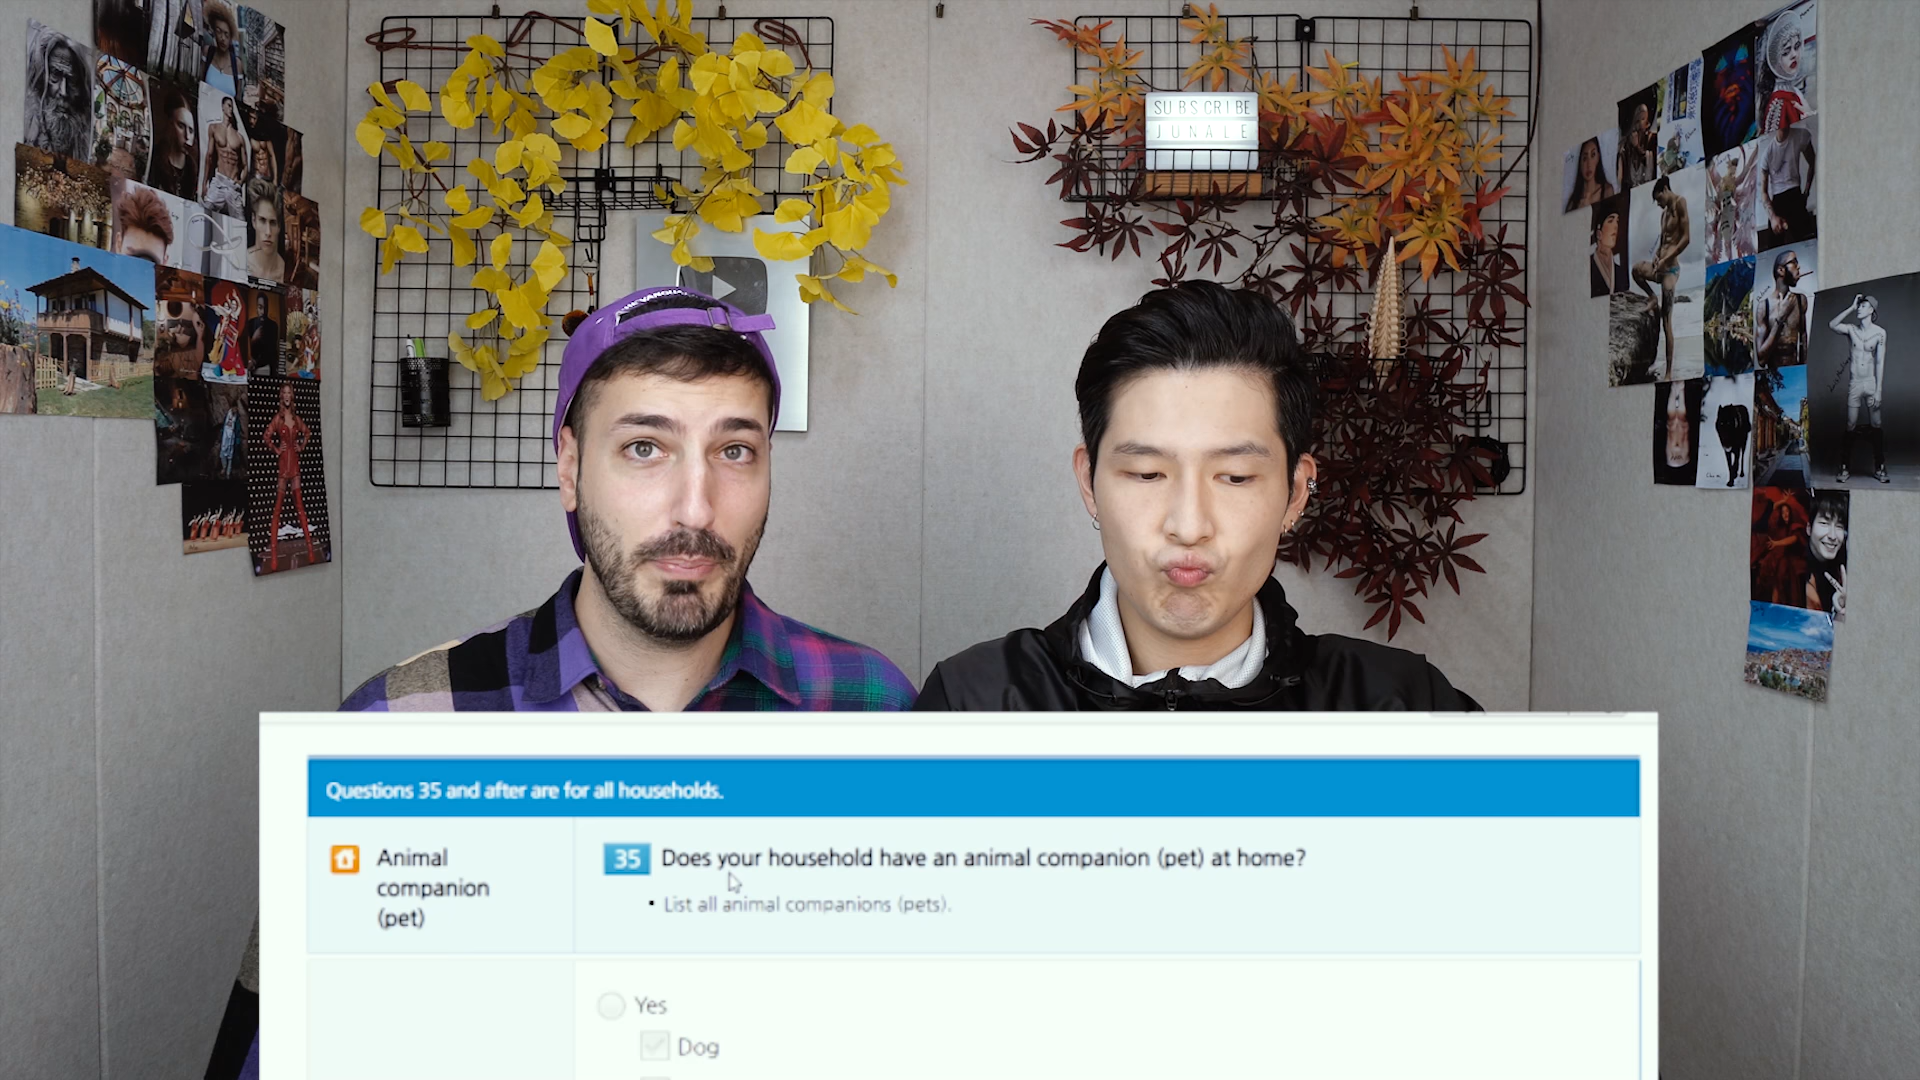 SUBSCRIBE
JUNALE
Questions 35 and after are for all households.
Animal
companion
(pet)
35 Does your household have an animal companion (pet) at home?
• List all animal companions (pets).
Yes
Dog